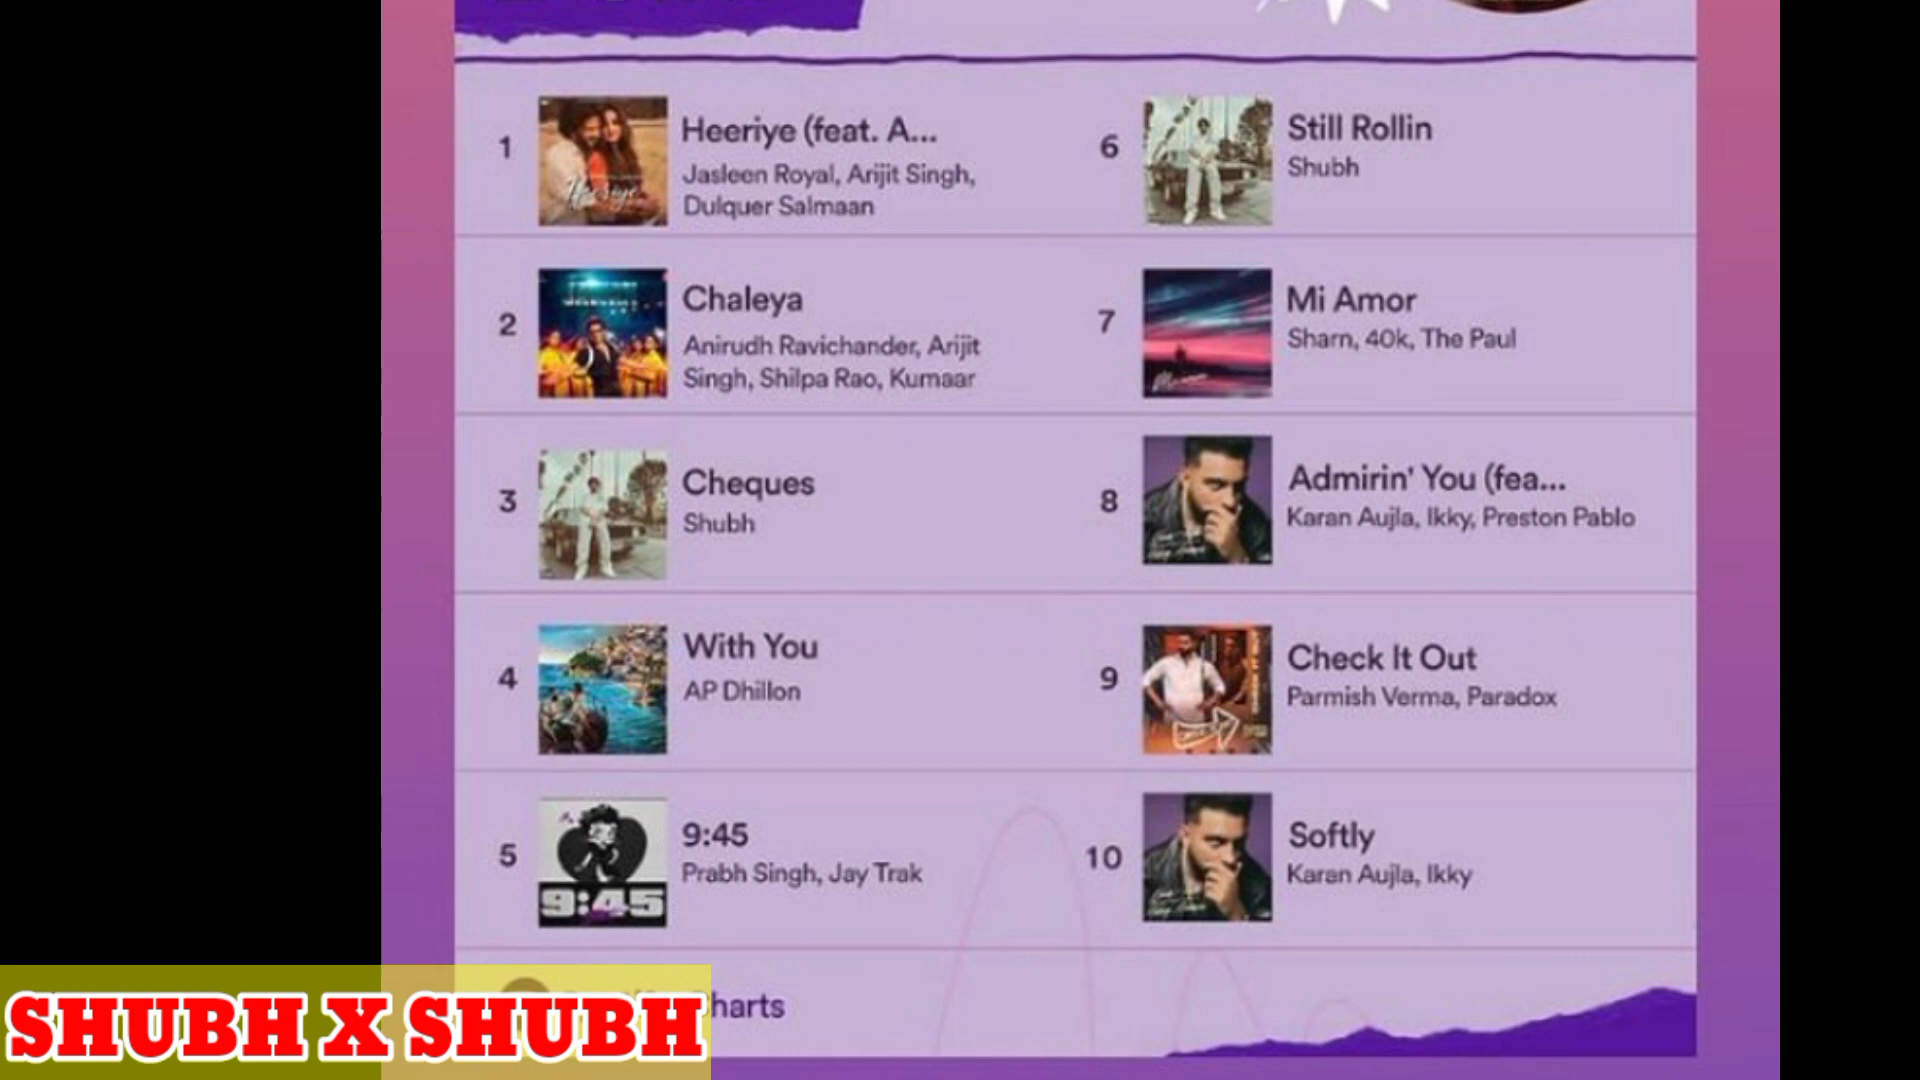 1
Heeriye (feat. A...
Jasleen Royal, Arijit Singh,
Dulquer Salmaan
2
Chaleya
Anirudh Ravichander, Arijit
Singh, Shilpa Rao, Kumaar
3
Cheques
Shubh
4
With You
AP Dhillon
5
9:45
9:45
Prabh Singh, Jay Trak
6
Still Rollin
Shubh
7
Mi Amor
Sharn, 40k, The Paul
8
Admirin' You (fea...
Karan Aujla, Ikky, Preston Pablo
9
Check It Out
Parmish Verma, Paradox
10
Softly
Karan Aujla, Ikky
Charts
SHUBH X SHUBH